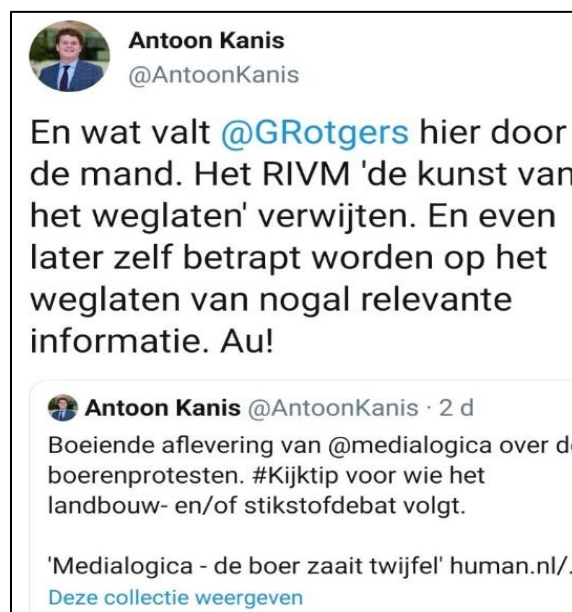 Antoon Kanis
@AntoonKanis
En wat valt @GRotgers hier door
de mand. Het RIVM 'de kunst van
het weglaten' verwijten. En even
later zelf betrapt worden op het
weglaten van nogal relevante
informatie. Au!
Antoon Kanis @AntoonKanis · 2 d
Boeiende aflevering van @medialogica over de
boerenprotesten. #Kijktip voor wie het
landbouw- en/of stikstofdebat volgt.
'Medialogica - de boer zaait twijfel' human.nl/.
Deze collectie weergeven